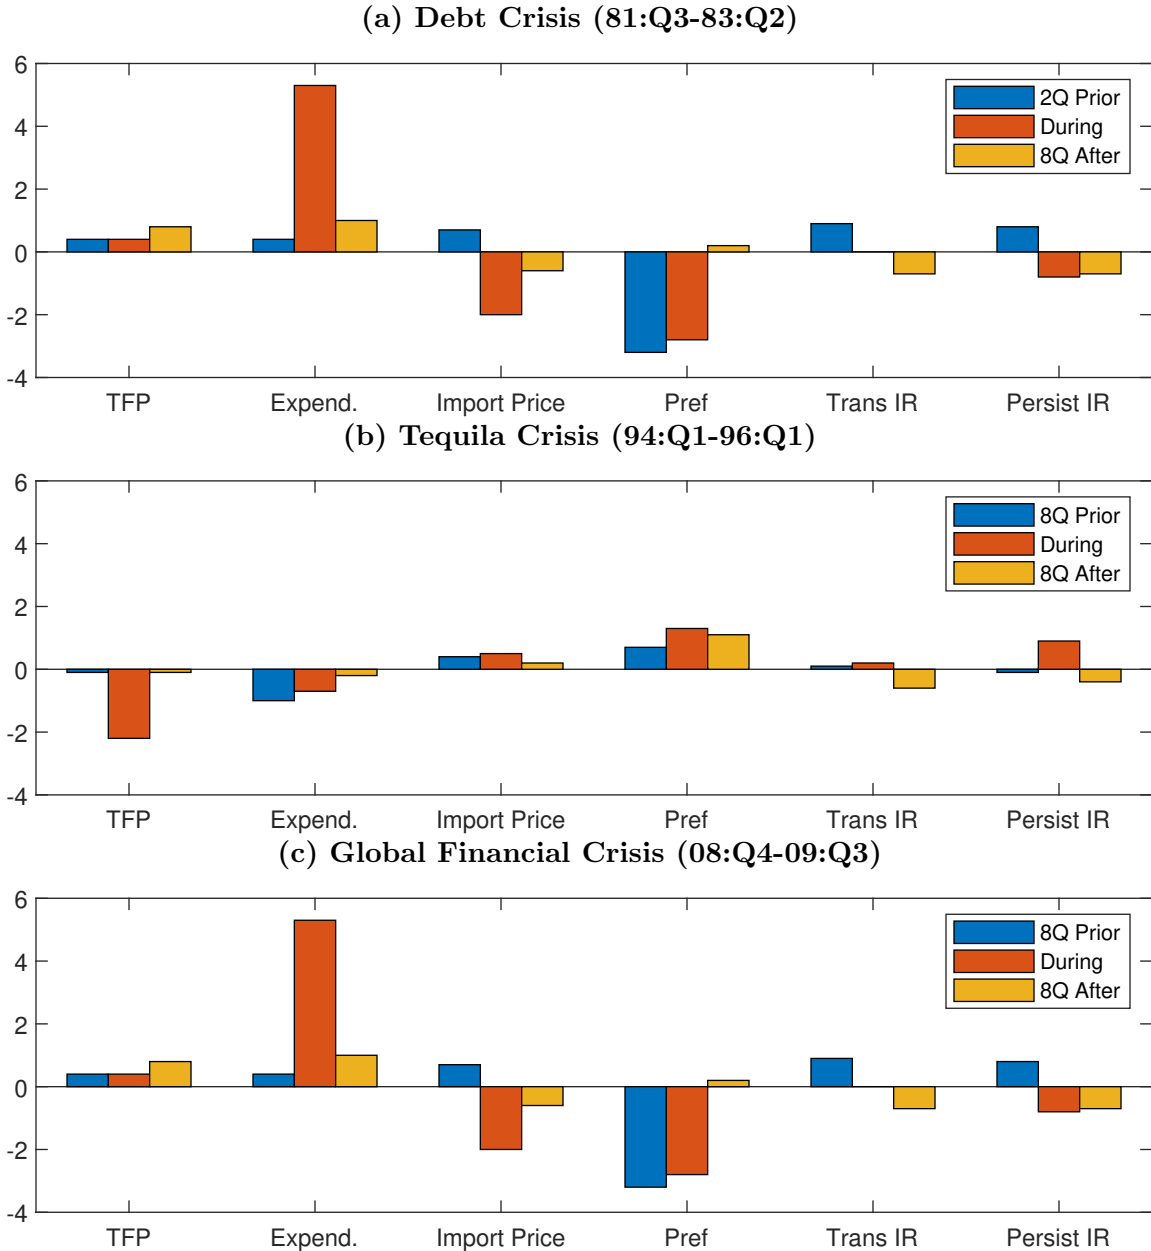 (a) Debt Crisis (81:Q3-83:Q2)
6
4
2
0
-2
-4
2Q Prior
During
8Q After
TFP Expend. Import Price Pref Trans IR Persist IR
(b) Tequila Crisis (94:Q1-96:Q1)
6
4
2
0
-2
-4
8Q Prior
During
8Q After
TFP Expend. Import Price Pref Trans IR Persist IR
(c) Global Financial Crisis (08:Q4-09:Q3)
6
4
2
0
-2
-4
8Q Prior
During
8Q After
TFP Expend. Import Price Pref Trans IR Persist IR